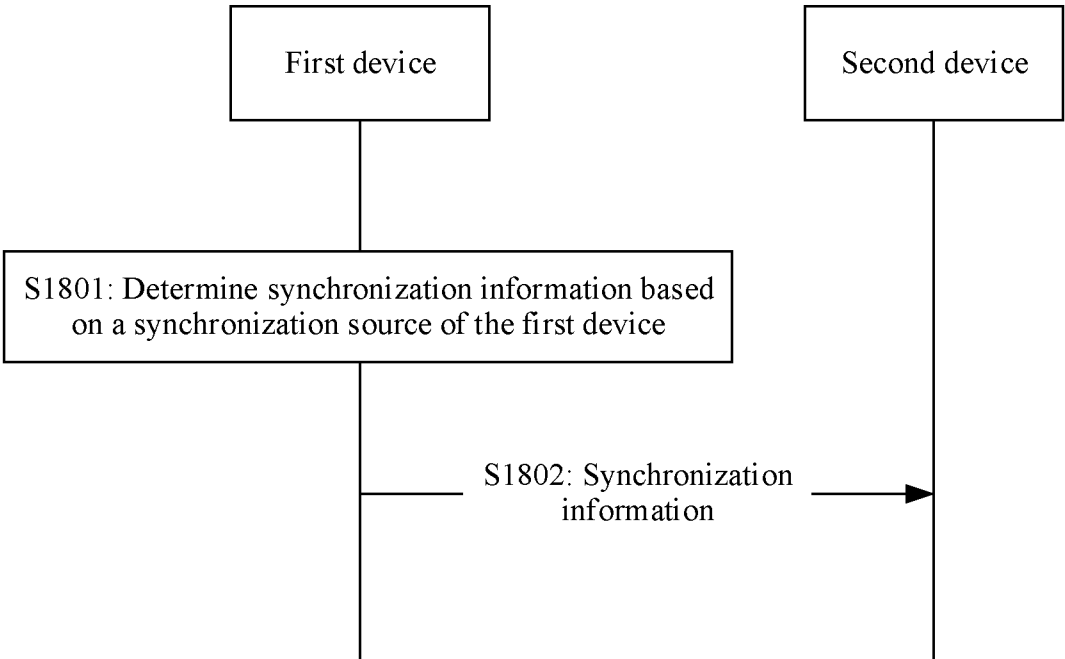 First device
Second device
S1801: Determine synchronization information based
on a synchronization source of the first device
S1802: Synchronization
information